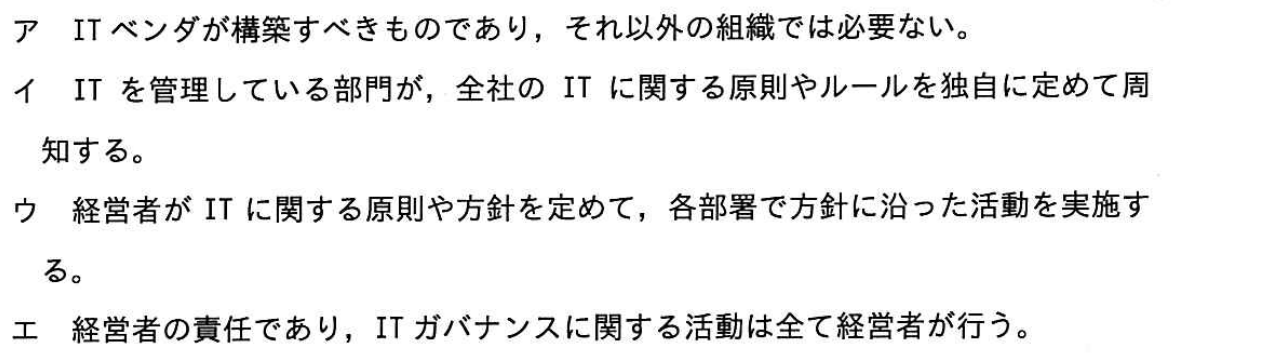 ア　ITベンダが構築すべきものであり，それ以外の組織では必要ない。
イ　IT を管理している部門が，全社の IT に関する原則やルールを独自に定めて周
知する。
ウ　経営者が IT に関する原則や方針を定めて，各部署で方針に沿った活動を実施す
る。
エ　経営者の責任であり，ITガバナンスに関する活動は全て経営者が行う。